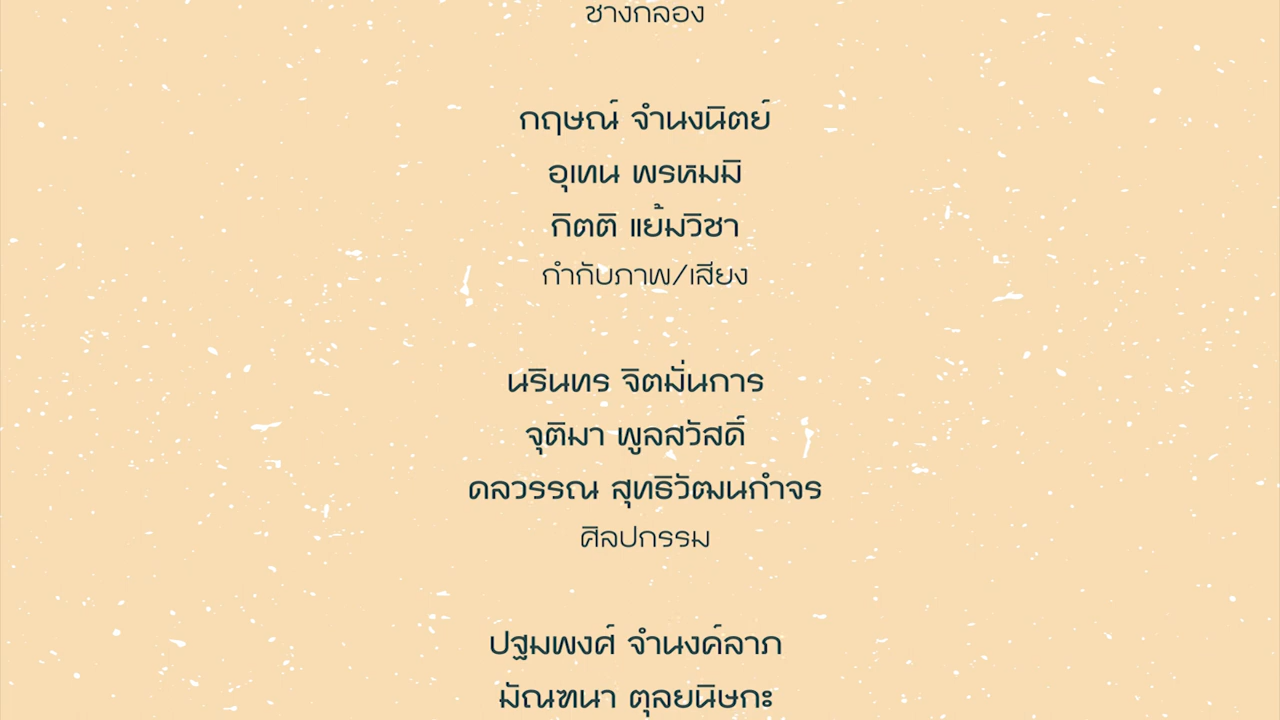 ช่างกล้อง
กฤษณ์ จำนงนิตย์
อุเทน พรหมมิ
กิตติ แย้มวิชา
กำกับภาพ/เสียง
นรินทร จิตมั่นการ
จุติมา พูลสวัสดิ์
ดลวรรณ สุทธิวัฒนกำจร
ศิลปกรรม
ปฐมพงศ์ จำนงค์ลาภ
มัณฑนา ตุลยนิษกะ